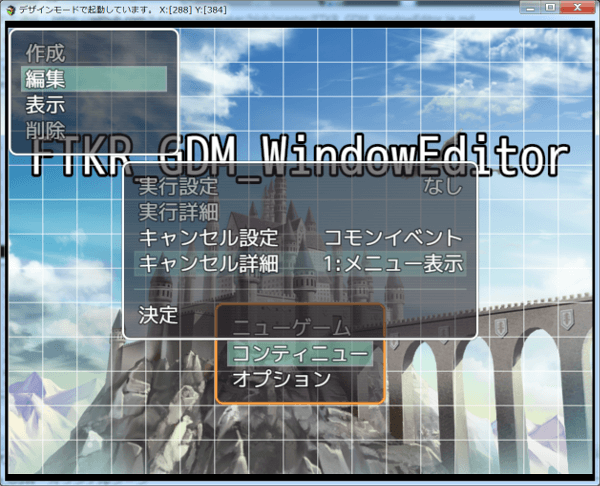 デザインモードで起動しています。 X:[288] Y:[384]
作成
編集
表示
削除
FTKR_GDM_WindowEditor
実行設定 なし
実行詳細
キャンセル設定 コモンイベント
キャンセル詳細 1:メニュー表示
決定
ニューゲーム
コンティニュー
オプション